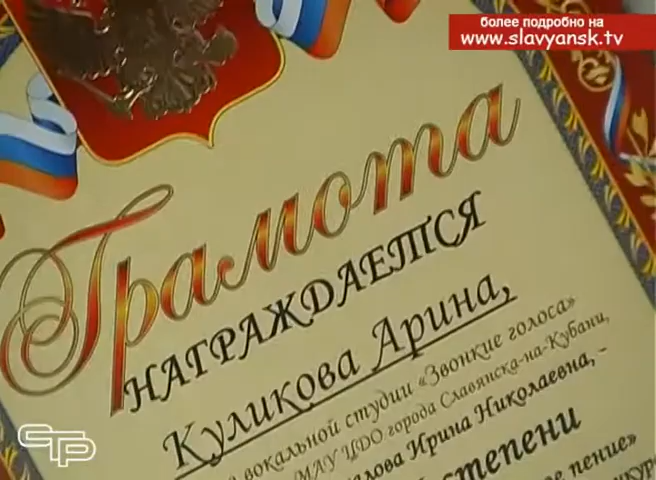 более подробно на
www.slavyansk.tv
Грамота
НАГРАЖДАЕТСЯ
Куликова Арина,
вокальной студии «Звонкие голоса»
МАУ ЦДО города Славянска-на-Кубани,
Ирина Николаевна, -
степени
пение»
СТР